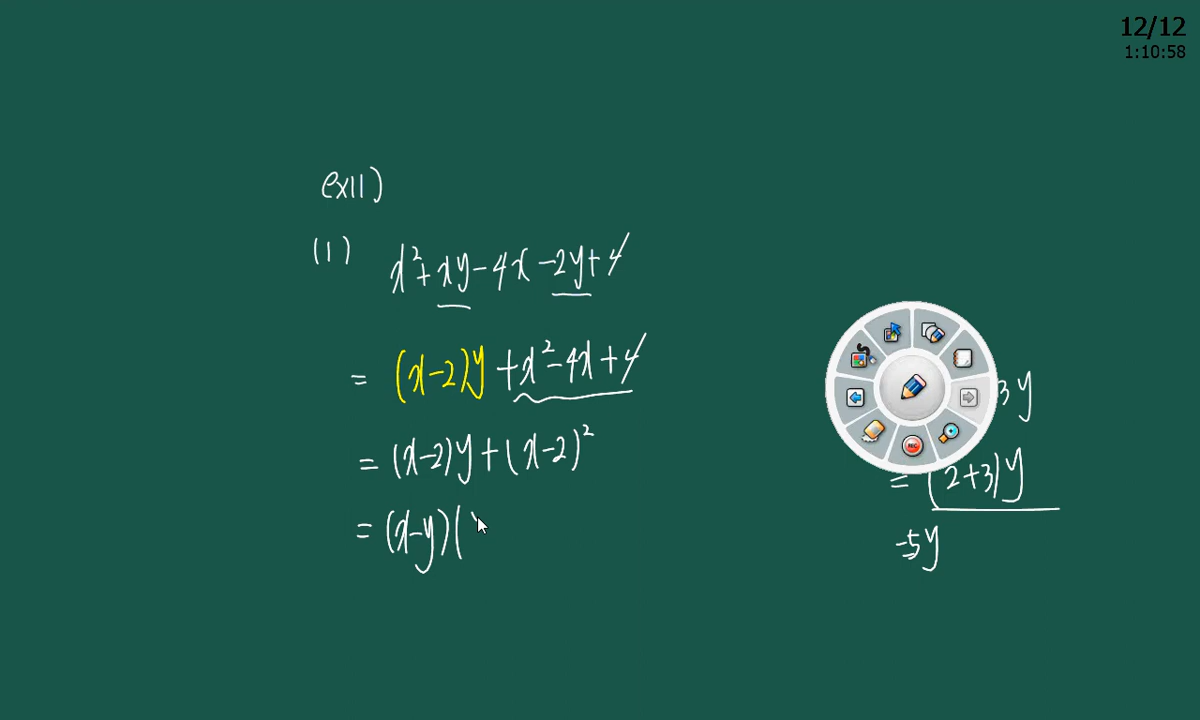 12/12
1:10:58
ex11)
(1) x²+xy-4x-2y+4
= (x-2)y+x²-4x+4
= (x-2)y+(x-2)²
= (x-y)(
3y
= (2+3)y
=5y
REC